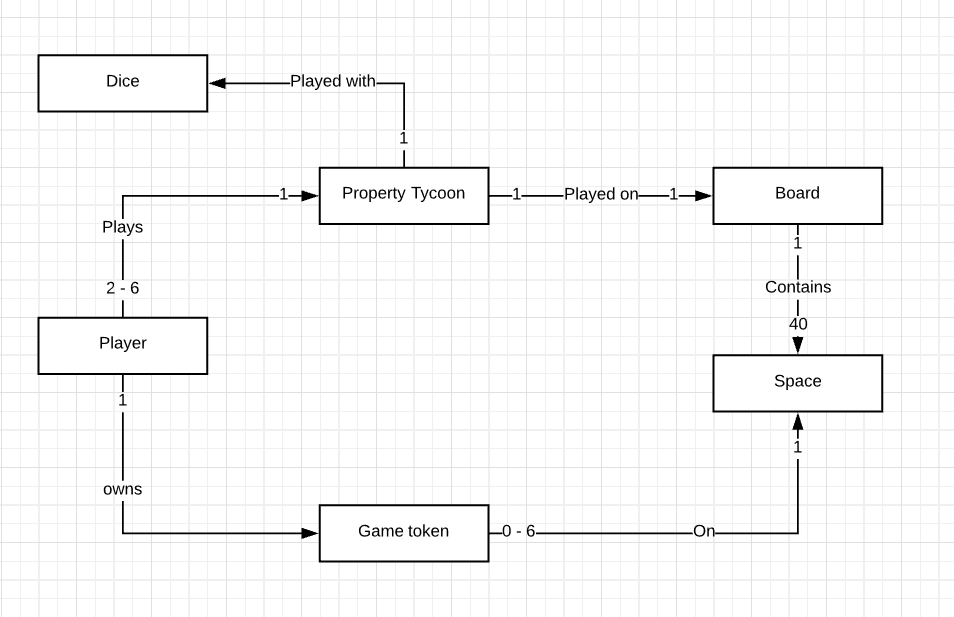 Dice
Played with
1
Property Tycoon
1
1
Played on
1
Board
Plays
2 - 6
1
Contains
40
Player
Space
1
1
owns
Game token
0 - 6
On